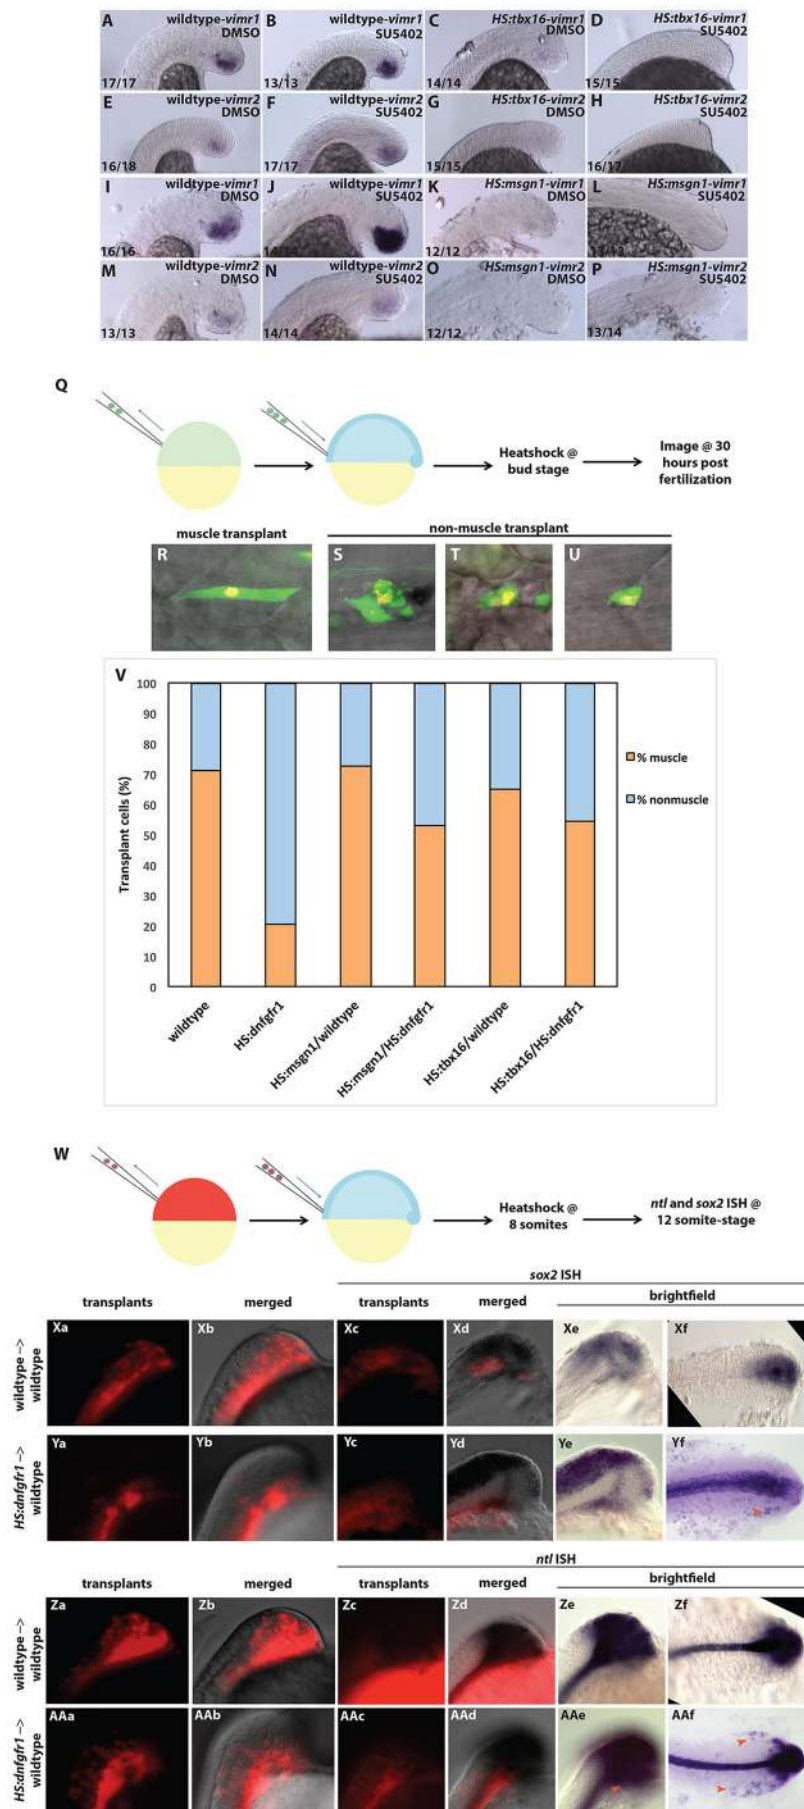 A wildtype-vimr1 DMSO 17/17
B wildtype-vimr1 SU5402 13/13
C HS:tbx16-vimr1 DMSO 14/14
D HS:tbx16-vimr1 SU5402 15/15
E wildtype-vimr2 DMSO 16/18
F wildtype-vimr2 SU5402 17/17
G HS:tbx16-vimr2 DMSO 15/15
H HS:tbx16-vimr2 SU5402 16/17
I wildtype-vimr1 DMSO 16/16
J wildtype-vimr1 SU5402 14/14
K HS:msgn1-vimr1 DMSO 12/12
L HS:msgn1-vimr1 SU5402 13/13
M wildtype-vimr2 DMSO 13/13
N wildtype-vimr2 SU5402 14/14
O HS:msgn1-vimr2 DMSO 12/12
P HS:msgn1-vimr2 SU5402 13/14
Q
Heatshock @
bud stage
Image @ 30
hours post
fertilization
muscle transplant
non-muscle transplant
R S T U
V
100
90
80
70
60
50
40
30
20
10
0
Transplant cells (%)
% muscle
% nonmuscle
wildtype
HS:dnfgfr1
HS:msgn1/wildtype
HS:msgn1/HS:dnfgfr1
HS:tbx16/wildtype
HS:tbx16/HS:dnfgfr1
W
Heatshock @
8 somites
ntl and sox2 ISH @
12 somite-stage
sox2 ISH
transplants merged transplants merged brightfield
wildtype –>
wildtype
Xa Xb Xc Xd Xe Xf
HS:dnfgfr1 –>
wildtype
Ya Yb Yc Yd Ye Yf
ntl ISH
transplants merged transplants merged brightfield
wildtype –>
wildtype
Za Zb Zc Zd Ze Zf
HS:dnfgfr1 –>
wildtype
AAa AAb AAc AAd AAe AAf